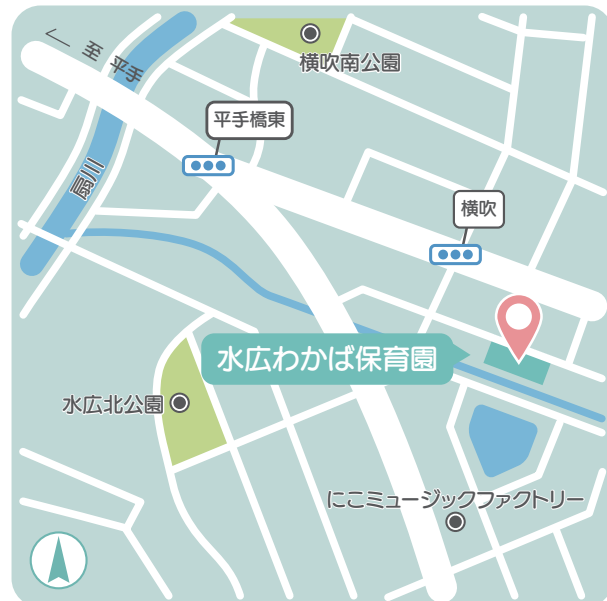 至 平手
横吹南公園
平手橋東
扇川
横吹
水広わかば保育園
水広北公園
にこミュージックファクトリー